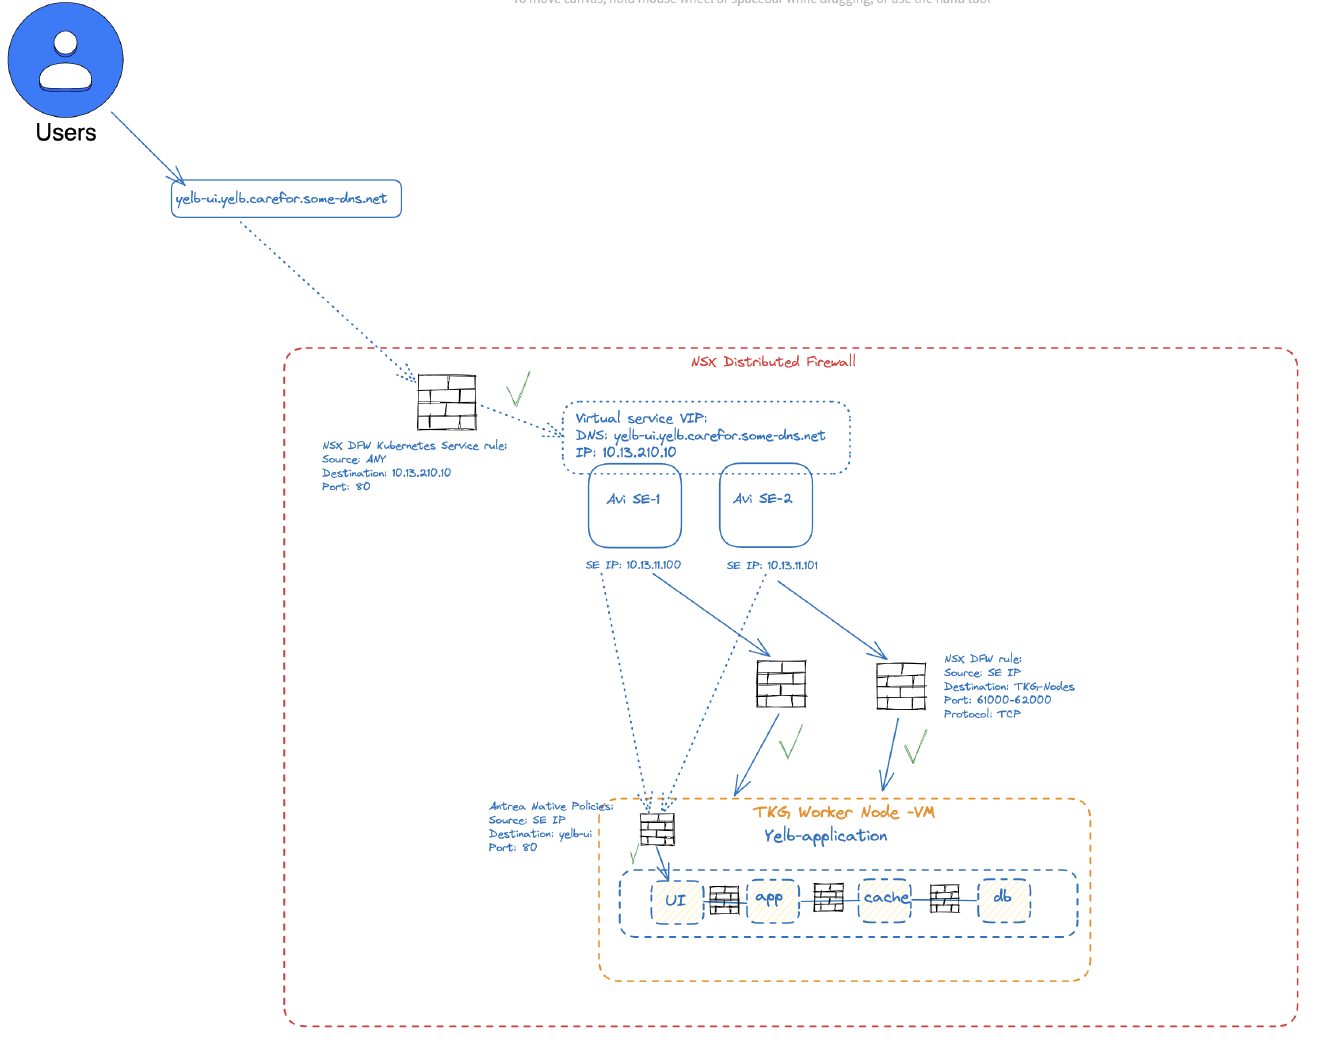 To move canvas, hold mouse wheel or spacebar while dragging, or use the hand tool
Users
yelb-ui.yelb.carefor.some-dns.net
NSX Distributed Firewall
Virtual service VIP:
DNS: yelb-ui.yelb.carefor.some-dns.net
IP: 10.13.210.10
NSX DFW Kubernetes Service rule:
Source: ANY
Destination: 10.13.210.10
Port: 80
Avi SE-1
Avi SE-2
SE IP: 10.13.11.100
SE IP: 10.13.11.101
NSX DFW rule:
Source: SE IP
Destination: TKG-Nodes
Port: 61000-62000
Protocol: TCP
Antrea Native Policies:
Source: SE IP
Destination: yelb-ui
Port: 80
TKG Worker Node -VM
Yelb-application
UI
app
cache
db